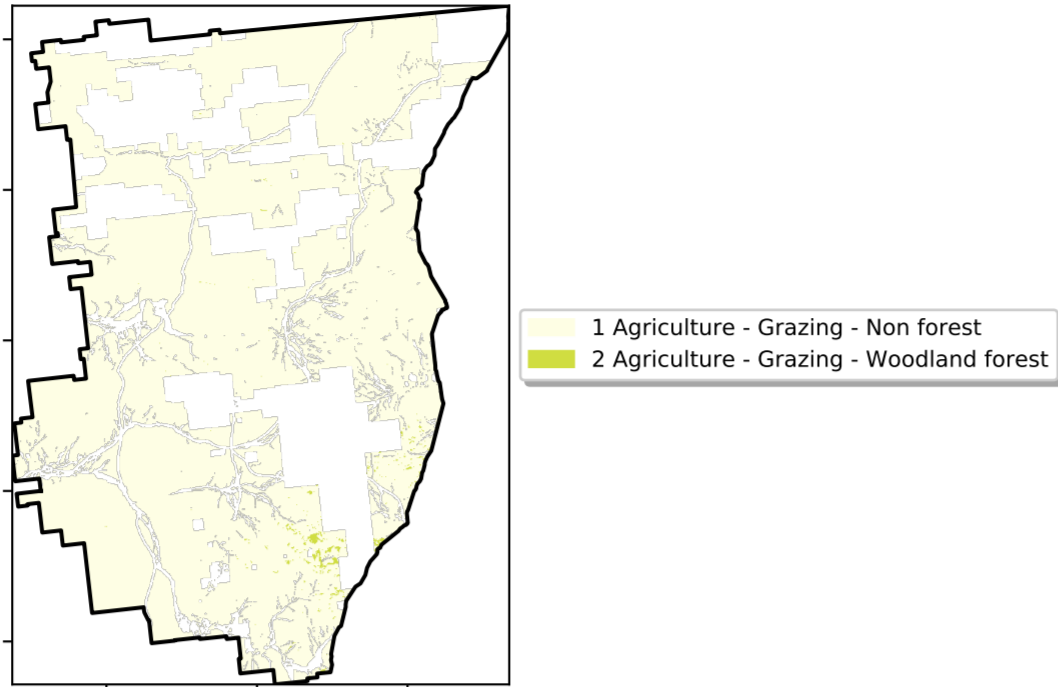 1 Agriculture - Grazing - Non forest
2 Agriculture - Grazing - Woodland forest